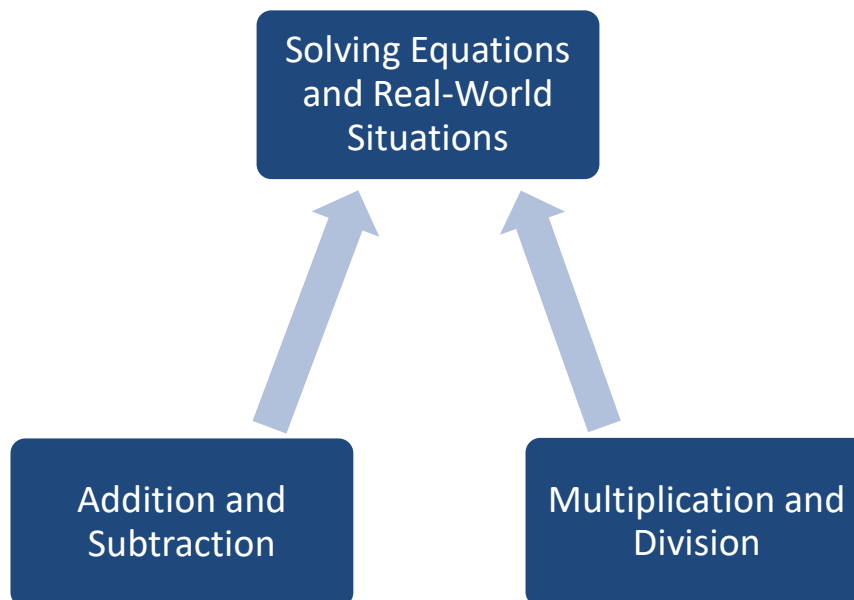 Solving Equations
and Real-World
Situations
Addition and
Subtraction
Multiplication and
Division